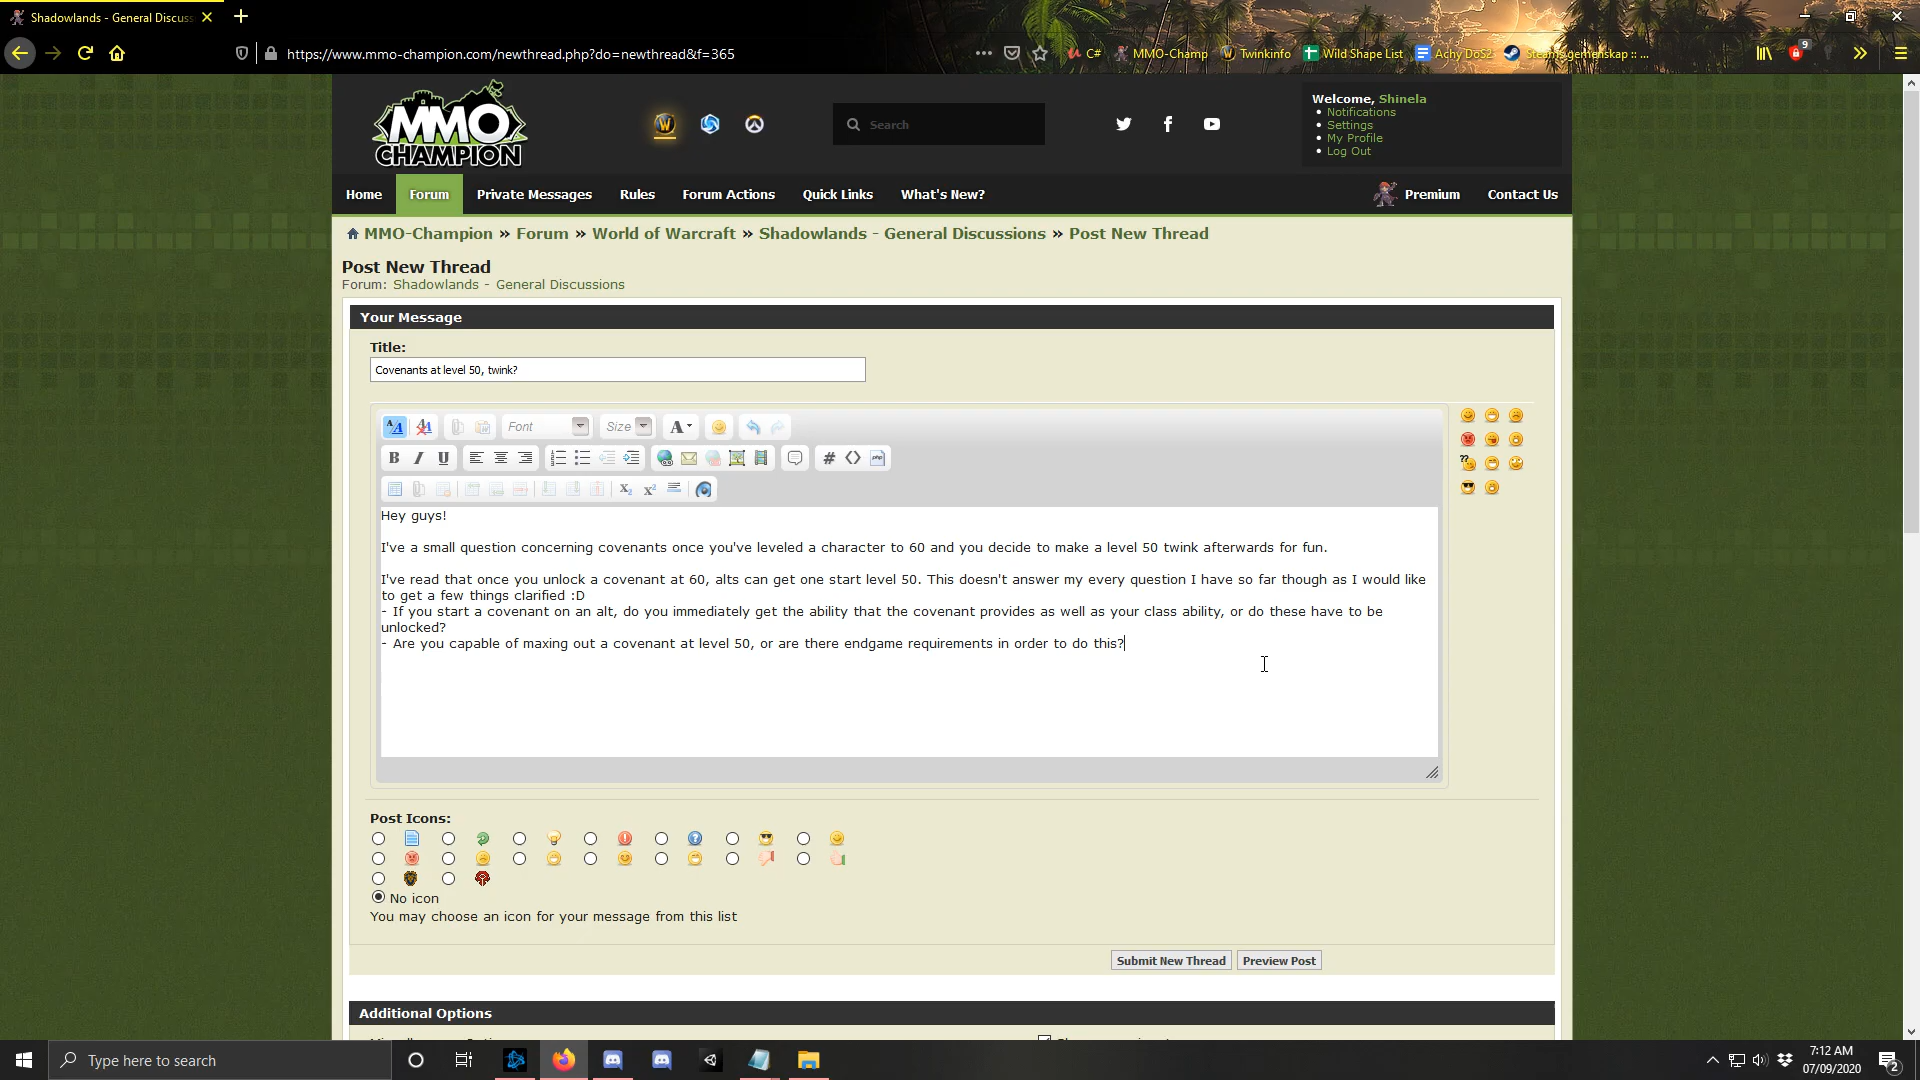 Shadowlands - General Discuss
https://www.mmo-champion.com/newthread.php?do=newthread&f=365
C#
MMO-Champ
Twinkinfo
Wild Shape List
Achy DoS2
Steams gemenskap :: ...
9
MMO
CHAMPION
Search
Welcome, Shinela
Notifications
Settings
My Profile
Log Out
Home
Forum
Private Messages
Rules
Forum Actions
Quick Links
What's New?
Premium
Contact Us
MMO-Champion » Forum » World of Warcraft » Shadowlands - General Discussions » Post New Thread
Post New Thread
Forum: Shadowlands - General Discussions
Your Message
Title:
Covenants at level 50, twink?
Font
Size
A
B I U
Hey guys!
I've a small question concerning covenants once you've leveled a character to 60 and you decide to make a level 50 twink afterwards for fun.
I've read that once you unlock a covenant at 60, alts can get one start level 50. This doesn't answer my every question I have so far though as I would like
to get a few things clarified :D
- If you start a covenant on an alt, do you immediately get the ability that the covenant provides as well as your class ability, or do these have to be
unlocked?
- Are you capable of maxing out a covenant at level 50, or are there endgame requirements in order to do this?
Post Icons:
No icon
You may choose an icon for your message from this list
Submit New Thread
Preview Post
Additional Options
Type here to search
7:12 AM
07/09/2020
2